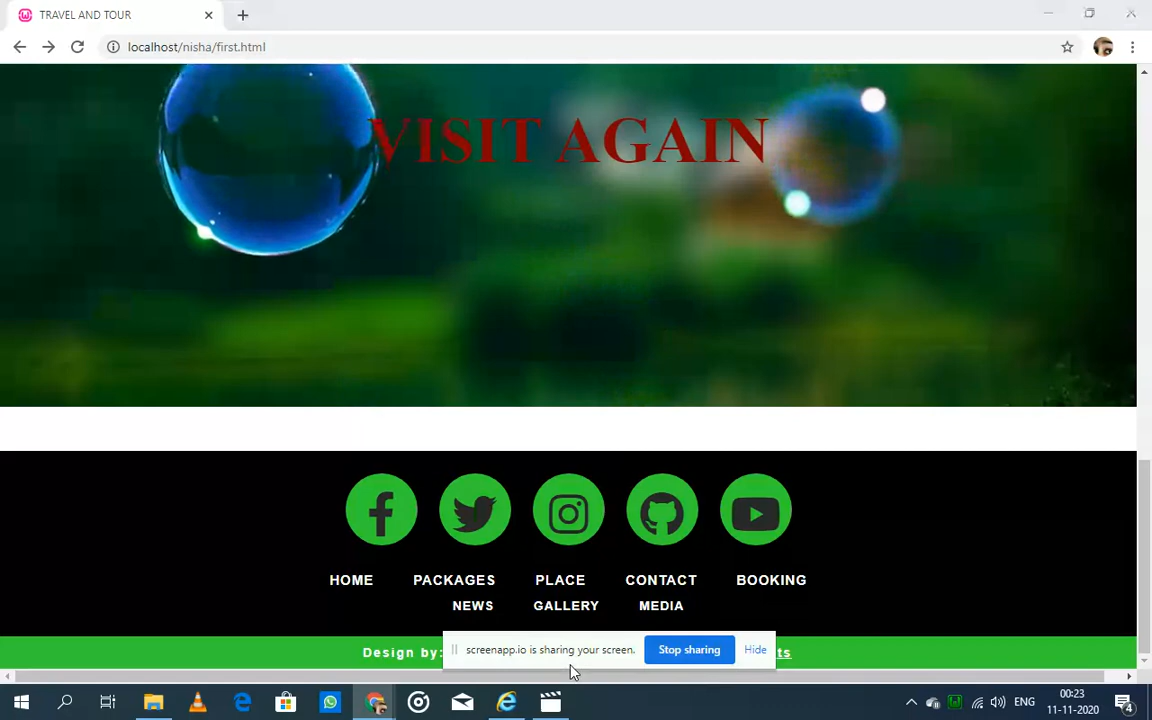 TRAVEL AND TOUR
localhost/nisha/first.html
VISIT AGAIN
HOME PACKAGES PLACE CONTACT BOOKING
NEWS GALLERY MEDIA
Design by: ts
screenapp.io is sharing your screen. Stop sharing Hide
ENG
00:23
11-11-2020
4